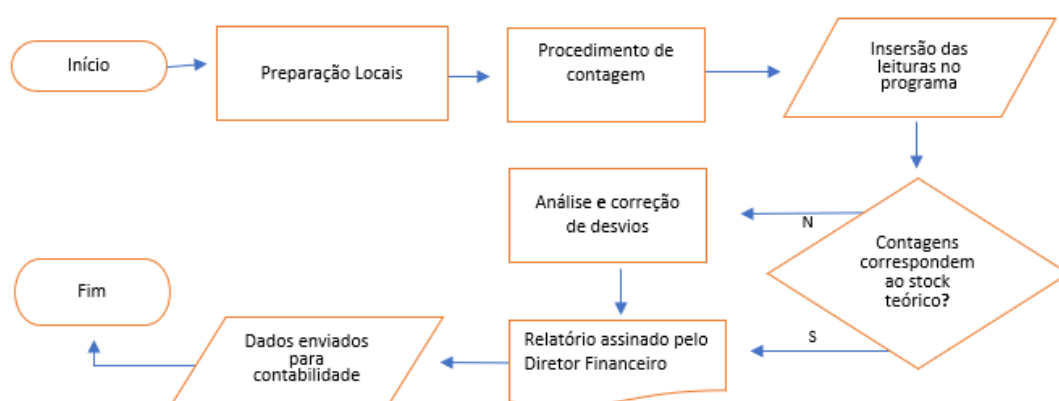 Início
Preparação Locais
Procedimento de
contagem
Insersão das
leituras no
programa
Análise e correção
de desvios
N
Contagens
correspondem
ao stock
teórico?
S
Fim
Dados enviados
para
contabilidade
Relatório assinado pelo
Diretor Financeiro